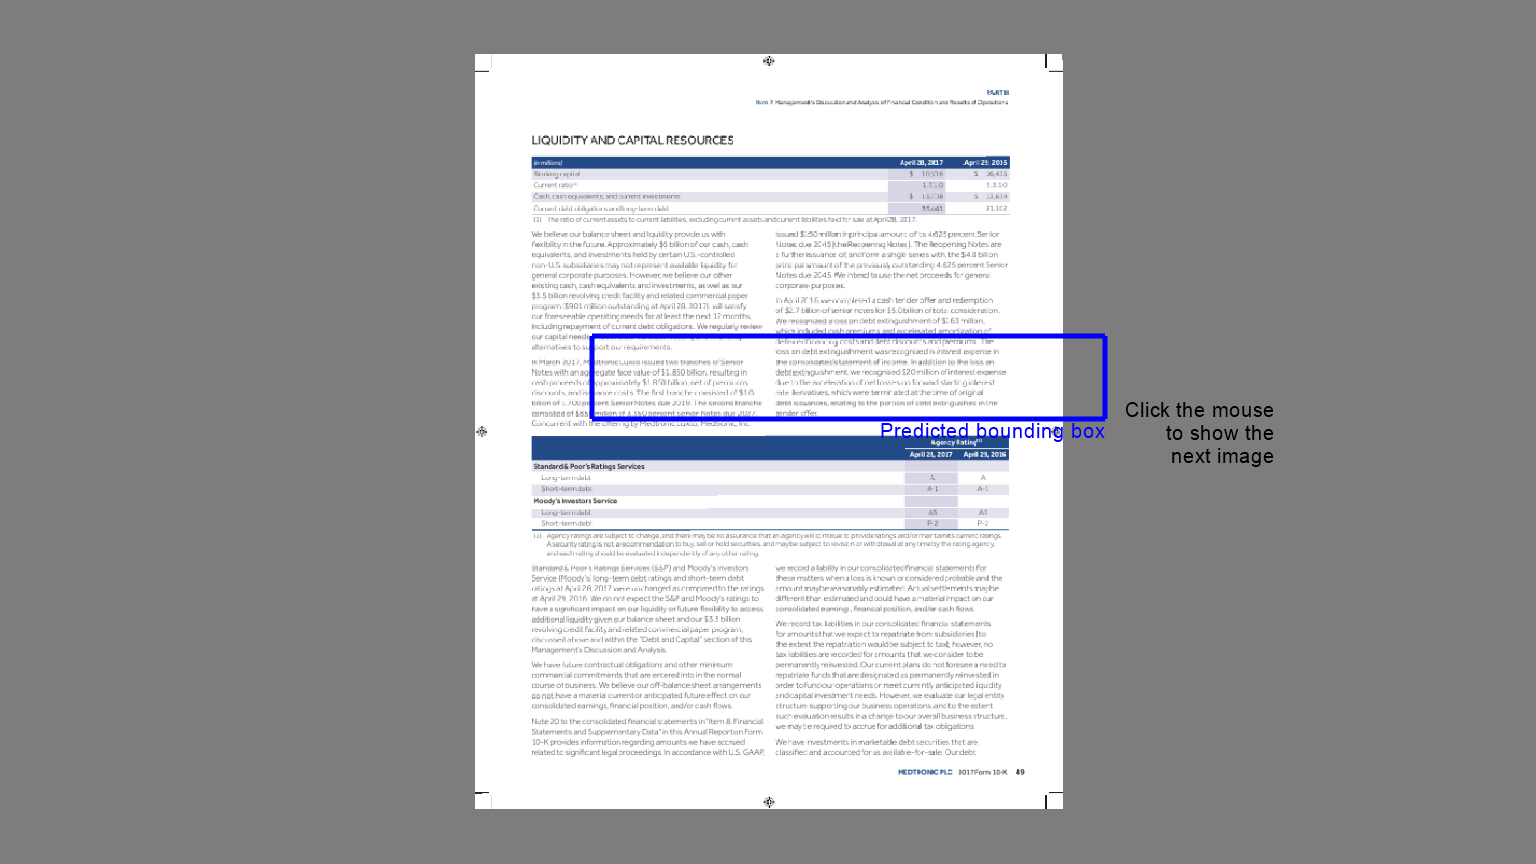 PART II
Item 7 Management's Discussion and Analysis of Financial Condition and Results of Operations
LIQUIDITY AND CAPITAL RESOURCES
(in millions) April 28, 2017 April 29, 2016
Working capital $ $
Current ratio(1)
Cash, cash equivalents, and current investments $ $
Current debt obligations and long-term debt
(1) The ratio of current assets to current liabilities, excluding current assets and current liabilities held for sale at April 28, 2017.
We believe our balance sheet and liquidity provide us with
flexibility in the future. Approximately $6 billion of our cash, cash
equivalents, and investments held by certain U.S.-controlled
non-U.S. subsidiaries may not represent available liquidity for
general corporate purposes. However, we believe our other
existing cash, cash equivalents and investments, as well as our
$3.5 billion revolving credit facility and related commercial paper
program ($901 million outstanding at April 28, 2017), will satisfy
our foreseeable operating needs for at least the next 12 months,
including repayment of current debt obligations. We regularly review
our capital needs
alternatives to support our requirements.
In March 2017, Medtronic Luxco issued two tranches of Senior
Notes with an aggregate face value of $1.850 billion, resulting in
cash proceeds of approximately $1.850 billion, net of premiums
discounts, and issuance costs. The first tranche consisted of $1.0
billion of 1.700 percent Senior Notes due 2019. The second tranche
consisted of $850 million of 3.350 percent Senior Notes due 2027.
Concurrent with the offering by Medtronic Luxco, Medtronic, Inc.
issued $150 million in principal amount of its 4.625 percent Senior
Notes due 2045 (the Reopening Notes). The Reopening Notes are
a further issuance of, and form a single series with, the $4.0 billion
principal amount of the previously outstanding 4.625 percent Senior
Notes due 2045. We intend to use the net proceeds for general
corporate purposes.
In April 2016, we completed a cash tender offer and redemption
of $2.7 billion of senior notes for $3.0 billion of total consideration.
We recognized a loss on debt extinguishment of $163 million,
which included cash premiums and accelerated amortization of
deferred financing costs and debt discounts and premiums. The
loss on debt extinguishment was recognized in interest expense in
the consolidated statement of income. In addition to the loss on
debt extinguishment, we recognized $20 million of interest expense
due to the acceleration of net losses on forward starting interest
rate derivatives, which were terminated at the time of original
debt issuances, relating to the portion of debt extinguished in the
tender offer.
Predicted bounding box
Click the mouse
to show the
next image
Agency Rating(1)
April 28, 2017 April 29, 2016
Standard & Poor's Ratings Services
Long-term debt A A
Short-term debt A-1 A-1
Moody's Investors Service
Long-term debt A3 A3
Short-term debt P-2 P-2
(1) Agency ratings are subject to change, and there may be no assurance that an agency will continue to provide ratings and/or maintain its current ratings.
A security rating is not a recommendation to buy, sell or hold securities, and may be subject to revision or withdrawal at any time by the rating agency,
and each rating should be evaluated independently of any other rating.
Standard & Poor's Ratings Services (S&P) and Moody's Investors
Service (Moody's) long-term debt ratings and short-term debt
ratings at April 28, 2017 were unchanged as compared to the ratings
at April 29, 2016. We do not expect the S&P and Moody's ratings to
have a significant impact on our liquidity or future flexibility to access
additional liquidity given our balance sheet and our $3.5 billion
revolving credit facility and related commercial paper program,
discussed above and within the "Debt and Capital" section of this
Management's Discussion and Analysis.
We have future contractual obligations and other minimum
commercial commitments that are entered into in the normal
course of business. We believe our off-balance sheet arrangements
do not have a material current or anticipated future effect on our
consolidated earnings, financial position, and/or cash flows.
Note 20 to the consolidated financial statements in "Item 8. Financial
Statements and Supplementary Data" in this Annual Report on Form
10-K provides information regarding amounts we have accrued
related to significant legal proceedings. In accordance with U.S. GAAP,
we record a liability in our consolidated financial statements for
these matters when a loss is known or considered probable and the
amount may be reasonably estimated. Actual settlements may be
different than estimated and could have a material impact on our
consolidated earnings, financial position, and/or cash flows.
We record tax liabilities in our consolidated financial statements
for amounts that we expect to repatriate from subsidiaries (to
the extent the repatriation would be subject to tax); however, no
tax liabilities are recorded for amounts that we consider to be
permanently reinvested. Our current plans do not foresee a need to
repatriate funds that are designated as permanently reinvested in
order to fund our operations or meet currently anticipated liquidity
and capital investment needs. However, we evaluate our legal entity
structure supporting our business operations, and to the extent
such evaluation results in a change to our overall business structure,
we may be required to accrue for additional tax obligations.
We have investments in marketable debt securities that are
classified and accounted for as available-for-sale. Our debt
MEDTRONIC PLC 2017 Form 10-K 49